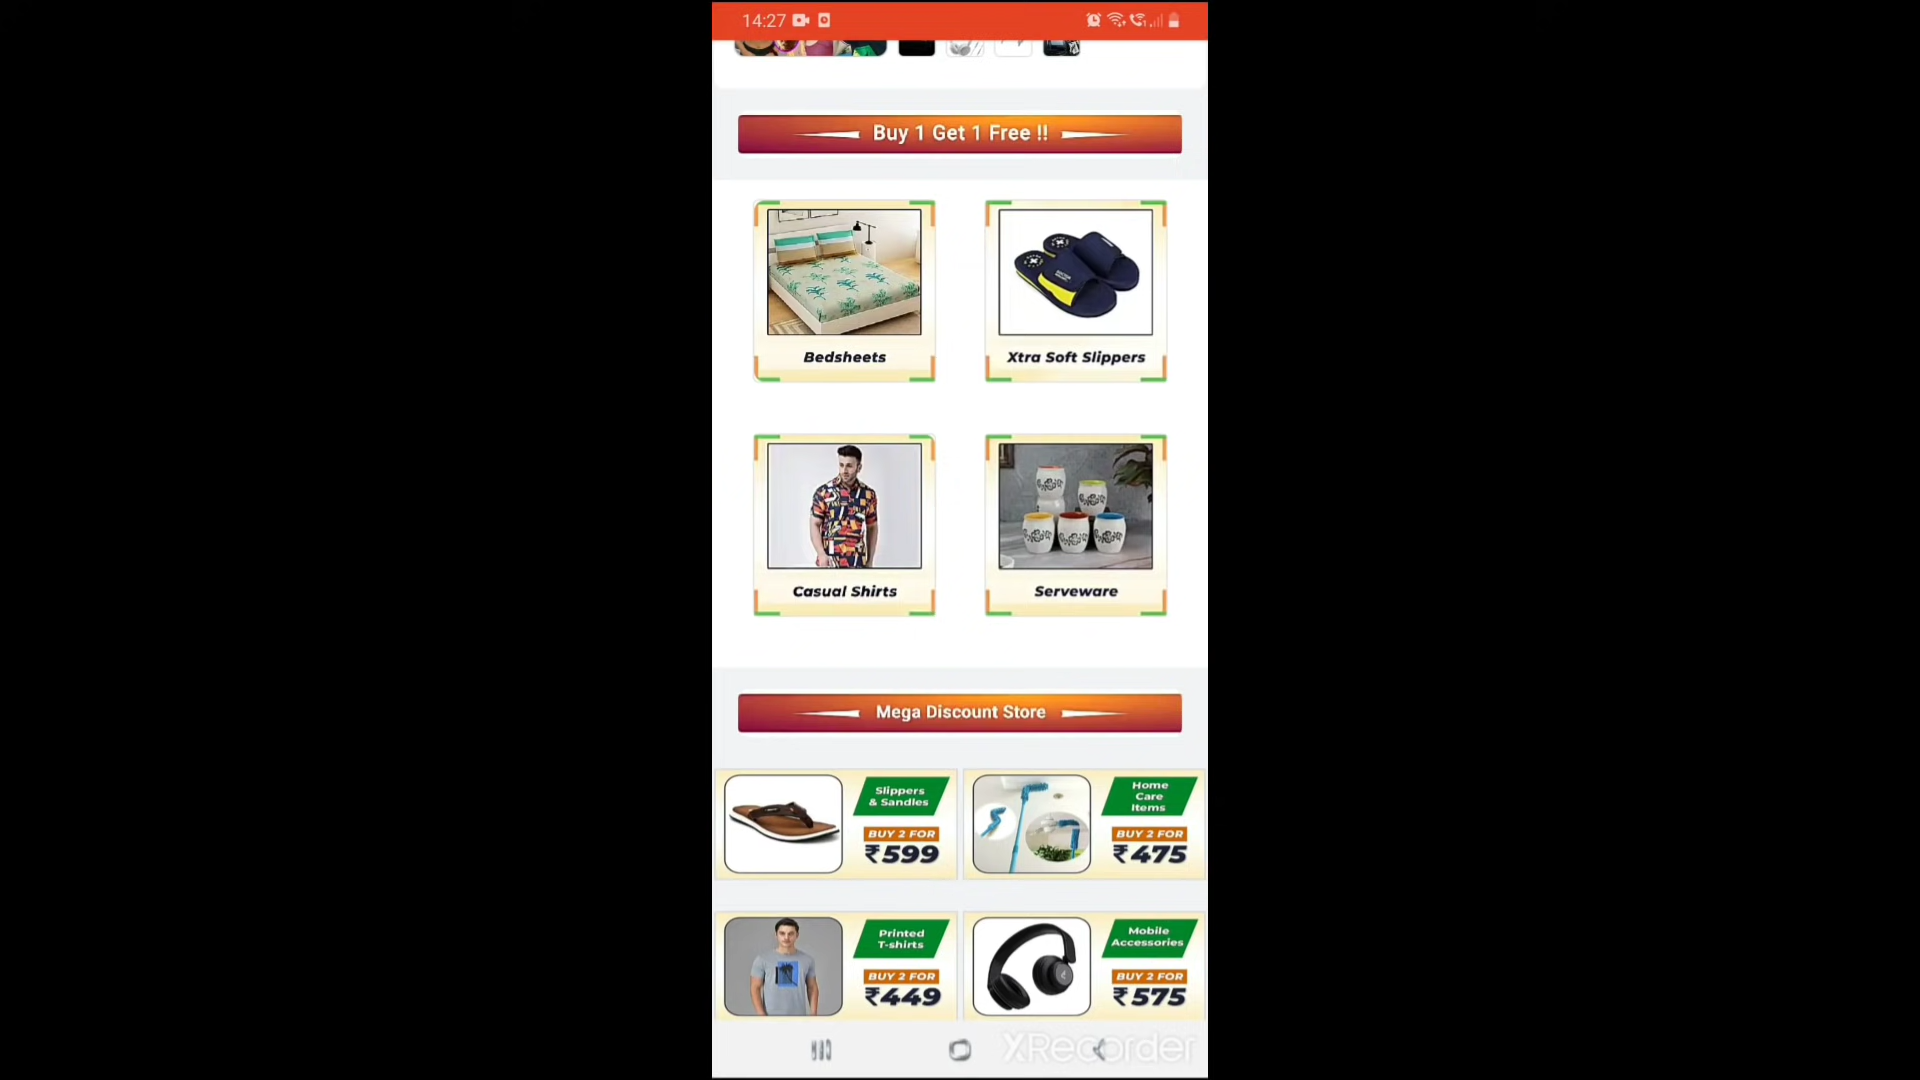 14:27
Buy 1 Get 1 Free !!
Bedsheets
Xtra Soft Slippers
Casual Shirts
Serveware
Mega Discount Store
Slippers
& Sandles
BUY 2 FOR
₹599
Home
Care
Items
BUY 2 FOR
₹475
Printed
T-shirts
BUY 2 FOR
₹449
Mobile
Accessories
BUY 2 FOR
₹575
XRecorder